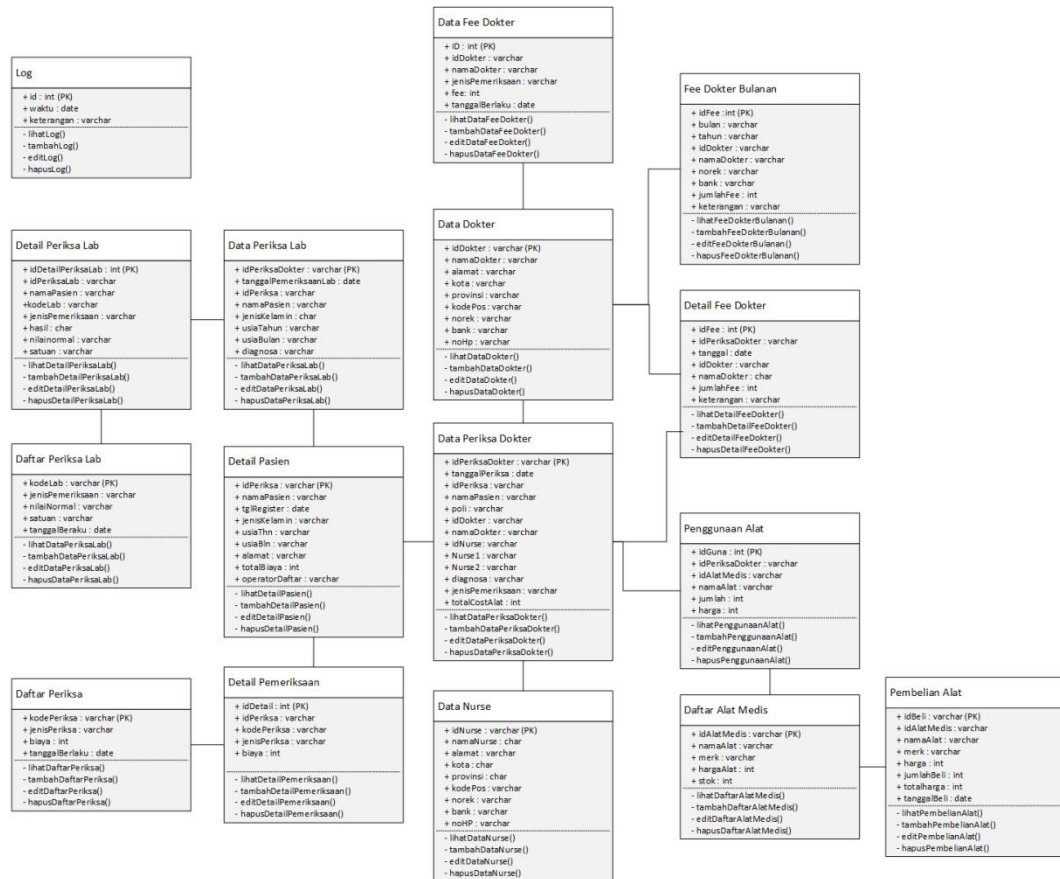 Data Fee Dokter
+ ID : int (PK)
+ idDokter : varchar
+ namaDokter : varchar
+ jenisPemeriksaan : varchar
+ fee: int
+ tanggalBerlaku : date
- lihatDataFeeDokter()
- tambahDataFeeDokter()
- editDataFeeDokter()
- hapusDataFeeDokter()
Log
+ id : int (PK)
+ waktu : date
+ keterangan : varchar
- lihatLog()
- tambahLog()
- editLog()
- hapusLog()
Fee Dokter Bulanan
+ idFee :int (PK)
+ bulan : varchar
+ tahun : varchar
+ idDokter : varchar
+ namaDokter : varchar
+ norek : varchar
+ bank : varchar
+ jumlahFee : int
+ keterangan : varchar
- lihatFeeDokterBulanan()
- tambahFeeDokterBulanan()
- editFeeDokterBulanan()
- hapusFeeDokterBulanan()
Detail Periksa Lab
+ idDetailPeriksaLab : int (PK)
+ idPeriksaLab : varchar
+ namaPasien : varchar
+kodeLab : varchar
+ jenisPemeriksaan : varchar
+ hasil : char
+ nilainormal : varchar
+ satuan : varchar
- lihatDetailPeriksaLab()
- tambahDetailPeriksaLab()
- editDetailPeriksaLab()
- hapusDetailPeriksaLab()
Data Periksa Lab
+ idPeriksaDokter : varchar (PK)
+ tanggalPemeriksaanLab : date
+ idPeriksa : varchar
+ namaPasien : varchar
+ jenisKelamin : char
+ usiaTahun : varchar
+ usiaBulan : varchar
+ diagnosa : varchar
- lihatDataPeriksaLab()
- tambahDataPeriksaLab()
- editDataPeriksaLab()
- hapusDataPeriksaLab()
Data Dokter
+ idDokter : varchar (PK)
+ namaDokter : varchar
+ alamat : varchar
+ kota : varchar
+ provinsi : varchar
+ kodePos : varchar
+ norek : varchar
+ bank : varchar
+ noHp : varchar
- lihatDataDokter()
- tambahDataDokter()
- editDataDokter()
- hapusDataDokter()
Detail Fee Dokter
+ idFee : int (PK)
+ idPeriksaDokter : varchar
+ tanggal : date
+ idDokter : varchar
+ namaDokter : char
+ jumlahFee : int
+ keterangan : varchar
- lihatDetailFeeDokter()
- tambahDetailFeeDokter()
- editDetailFeeDokter()
- hapusDetailFeeDokter()
Daftar Periksa Lab
+ kodeLab : varchar (PK)
+ jenisPemeriksaan : varchar
+ nilaiNormal : varchar
+ satuan : varchar
+ tanggalBeraku : date
- lihatDataPeriksaLab()
- tambahDataPeriksaLab()
- editDataPeriksaLab()
- hapusDataPeriksaLab()
Detail Pasien
+ idPeriksa : varchar (PK)
+ namaPasien : varchar
+ tglRegister : date
+ jenisKelamin : varchar
+ usiaThn : varchar
+ usiaBln : varchar
+ alamat : varchar
+ totalBiaya : int
+ operatorDaftar : varchar
- lihatDetailPasien()
- tambahDetailPasien()
- editDetailPasien()
- hapusDetailPasien()
Data Periksa Dokter
+ idPeriksaDokter : varchar (PK)
+ tanggalPeriksa : date
+ idPeriksa : varchar
+ namaPasien : varchar
+ poli : varchar
+ idDokter : varchar
+ namaDokter : varchar
+ idNurse : varchar
+ Nurse1 : varchar
+ Nurse2 : varchar
+ diagnosa : varchar
+ jenisPemeriksaan : varchar
+ totalCostAlat : int
- lihatDataPeriksaDokter()
- tambahDataPeriksaDokter()
- editDataPeriksaDokter()
- hapusDataPeriksaDokter()
Penggunaan Alat
+ idGuna : int (PK)
+ idPeriksaDokter : varchar
+ idAlatMedis : varchar
+ namaAlat : varchar
+ jumlah : int
+ harga : int
- lihatPenggunaanAlat()
- tambahPenggunaanAlat()
- editPenggunaanAlat()
- hapusPenggunaanAlat()
Daftar Periksa
+ kodePeriksa : varchar (PK)
+ jenisPeriksa : varchar
+ biaya : int
+ tanggalBerlaku : date
- lihatDaftarPeriksa()
- tambahDaftarPeriksa()
- editDaftarPeriksa()
- hapusDaftarPeriksa()
Detail Pemeriksaan
+ idDetail : int (PK)
+ idPeriksa : varchar
+ kodePeriksa : varchar
+ jenisPeriksa : varchar
+ biaya : int
- lihatDetailPemeriksaan()
- tambahDetailPemeriksaan()
- editDetailPemeriksaan()
- hapusDetailPemeriksaan()
Data Nurse
+ idNurse : varchar (PK)
+ namaNurse : char
+ alamat : varchar
+ kota : char
+ provinsi : char
+ kodePos : varchar
+ norek : varchar
+ bank : varchar
+ noHP : varchar
- lihatDataNurse()
- tambahDataNurse()
- editDataNurse()
- hapusDataNurse()
Daftar Alat Medis
+ idAlatMedis : varchar (PK)
+ namaAlat : varchar
+ merk : varchar
+ hargaAlat : int
+ stok : int
- lihatDaftarAlatMedis()
- tambahDaftarAlatMedis()
- editDaftarAlatMedis()
- hapusDaftarAlatMedis()
Pembelian Alat
+ idBeli : varchar (PK)
+ idAlatMedis : varchar
+ namaAlat : varchar
+ merk : varchar
+ harga : int
+ jumlahBeli : int
+ totalharga : int
+ tanggalBeli : date
- lihatPembelianAlat()
- tambahPembelianAlat()
- editPembelianAlat()
- hapusPembelianAlat()